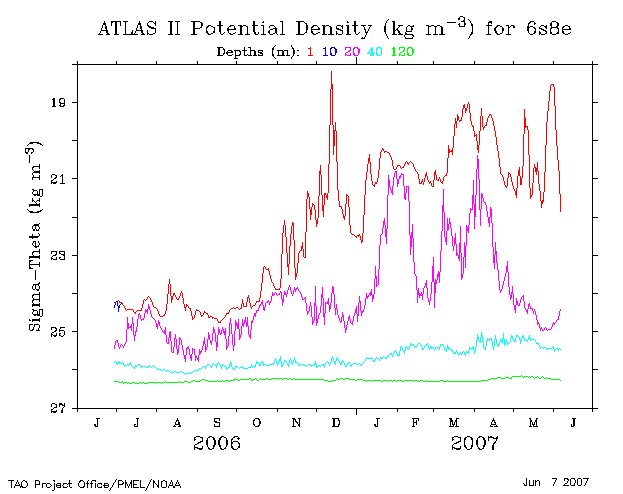 ATLAS II Potential Density (kg m⁻³) for 6s8e
Depths (m): 1 10 20 40 120
Sigma-Theta (kg m⁻³)
19
21
23
25
27
J J A S O N D J F M A M J
2006 2007
TAO Project Office/PMEL/NOAA
Jun 7 2007